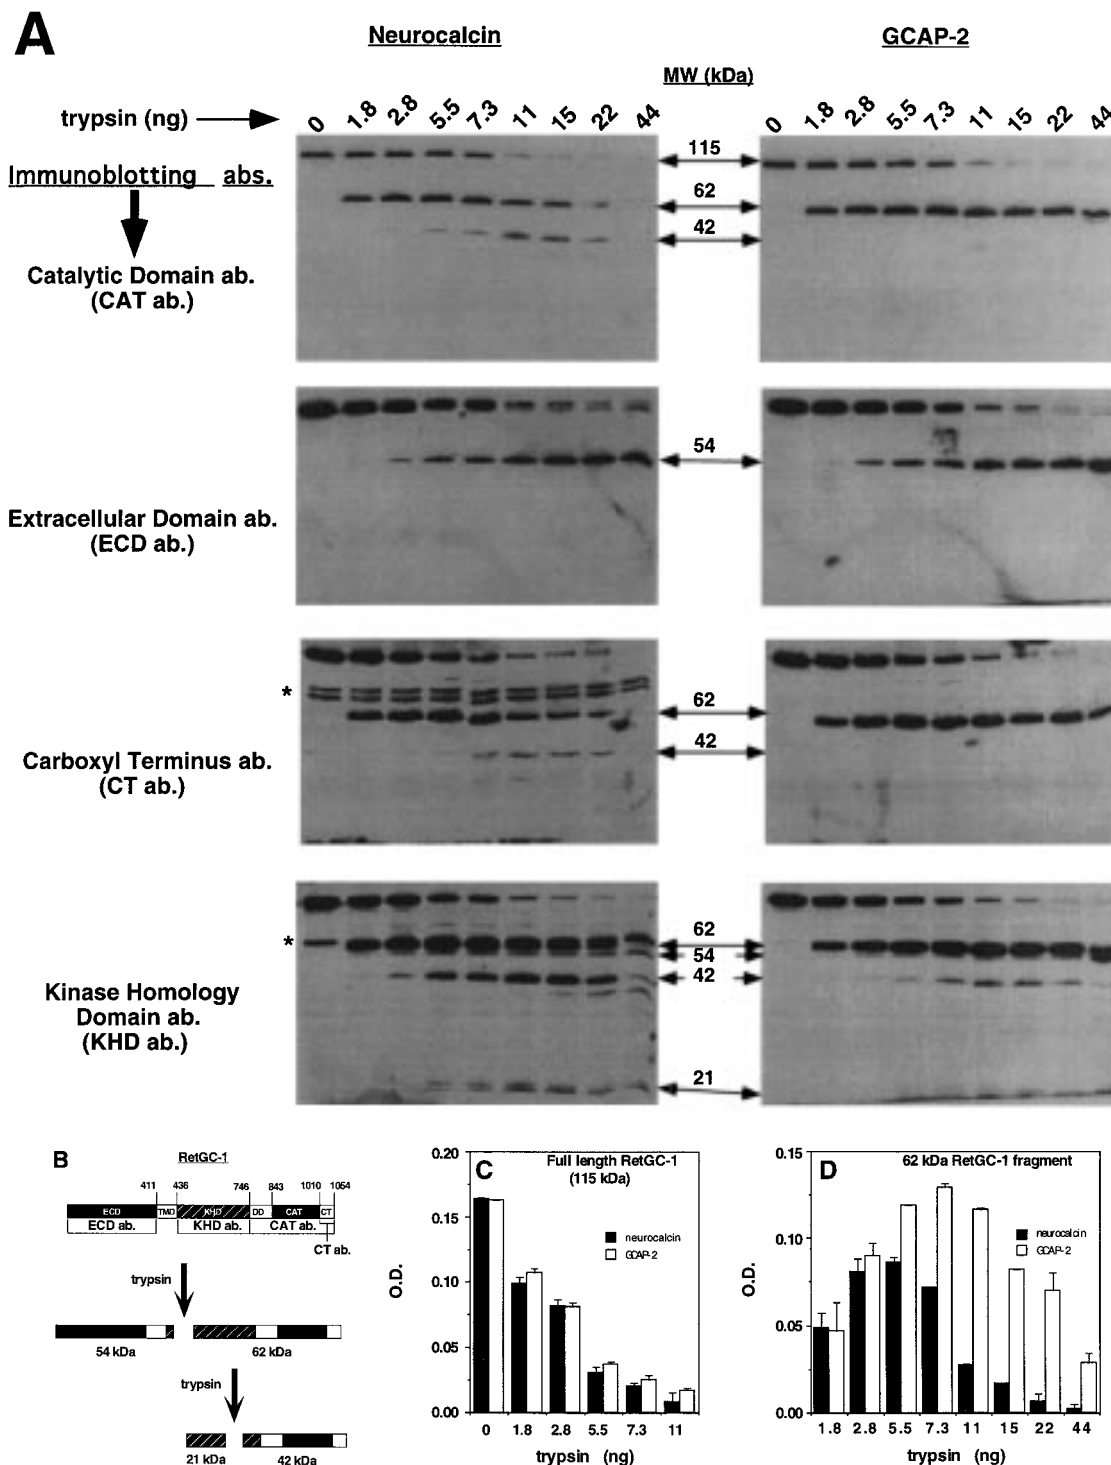 A
Neurocalcin
GCAP-2
MW (kDa)
trypsin (ng)
0 1.8 2.8 5.5 7.3 11 15 22 44
0 1.8 2.8 5.5 7.3 11 15 22 44
Immunoblotting abs.
115
62
42
Catalytic Domain ab.
(CAT ab.)
54
Extracellular Domain ab.
(ECD ab.)
*
62
42
Carboxyl Terminus ab.
(CT ab.)
*
62
54
42
Kinase Homology
Domain ab.
(KHD ab.)
21
B
RetGC-1
411 436 746 843 1010 1054
ECD TMD KHD DD CAT CT
ECD ab. KHD ab. CAT ab.
CT ab.
trypsin
54 kDa 62 kDa
trypsin
21 kDa 42 kDa
C
Full length RetGC-1
(115 kDa)
neurocalcin
GCAP-2
O.D.
0.20
0.15
0.10
0.05
0.00
0 1.8 2.8 5.5 7.3 11
trypsin (ng)
D
62 kDa RetGC-1 fragment
neurocalcin
GCAP-2
O.D.
0.15
0.10
0.05
0.00
1.8 2.8 5.5 7.3 11 15 22 44
trypsin (ng)